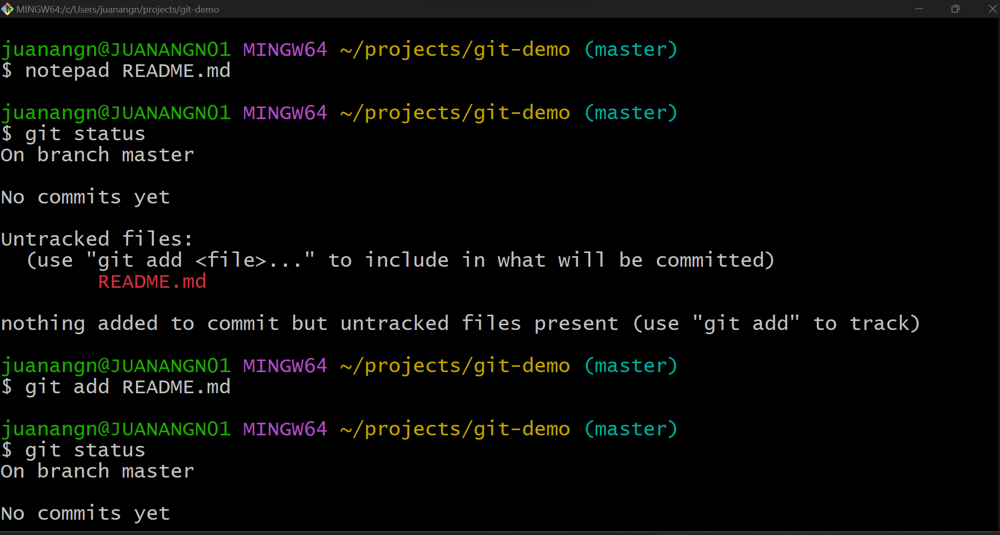 MINGW64:/c/Users/juanangn/projects/git-demo
juanangn@JUANANGN01 MINGW64 ~/projects/git-demo (master)
$ notepad README.md
juanangn@JUANANGN01 MINGW64 ~/projects/git-demo (master)
$ git status
On branch master
No commits yet
Untracked files:
  (use "git add <file>..." to include in what will be committed)
        README.md
nothing added to commit but untracked files present (use "git add" to track)
juanangn@JUANANGN01 MINGW64 ~/projects/git-demo (master)
$ git add README.md
juanangn@JUANANGN01 MINGW64 ~/projects/git-demo (master)
$ git status
On branch master
No commits yet